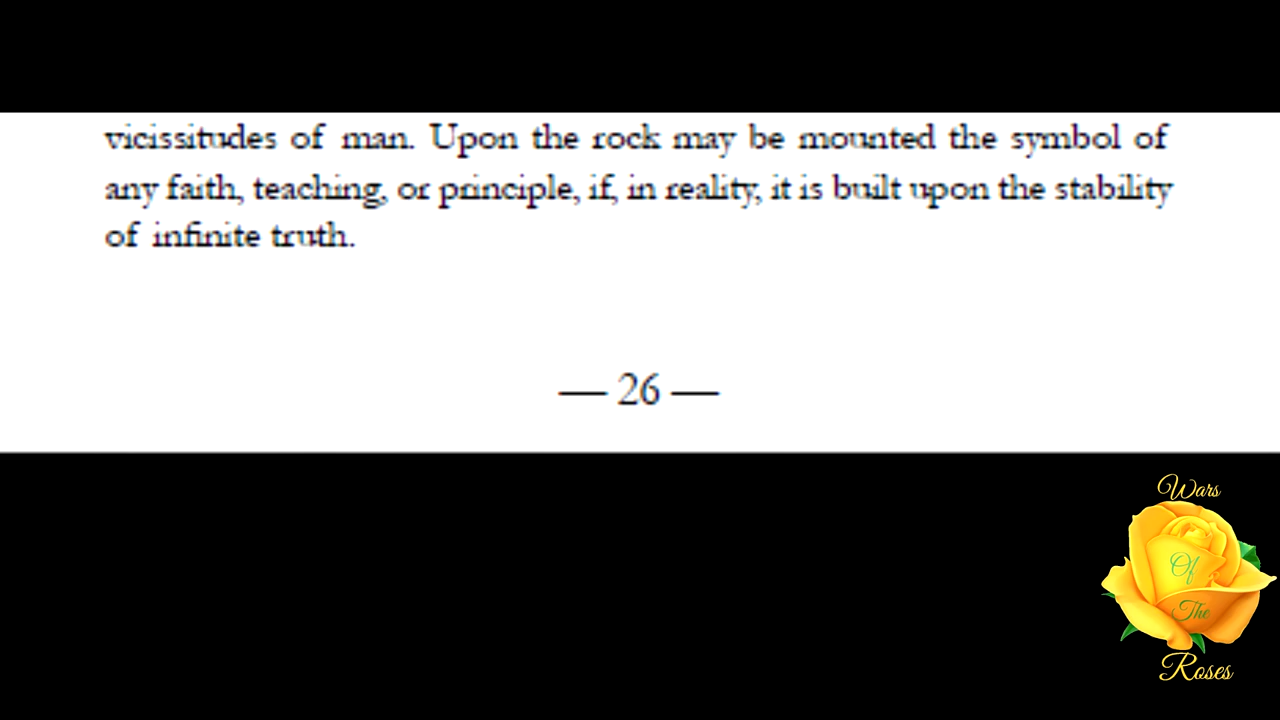 vicissitudes of man. Upon the rock may be mounted the symbol of
any faith, teaching, or principle, if, in reality, it is built upon the stability
of infinite truth.
— 26 —
Wars
Of
The
Roses